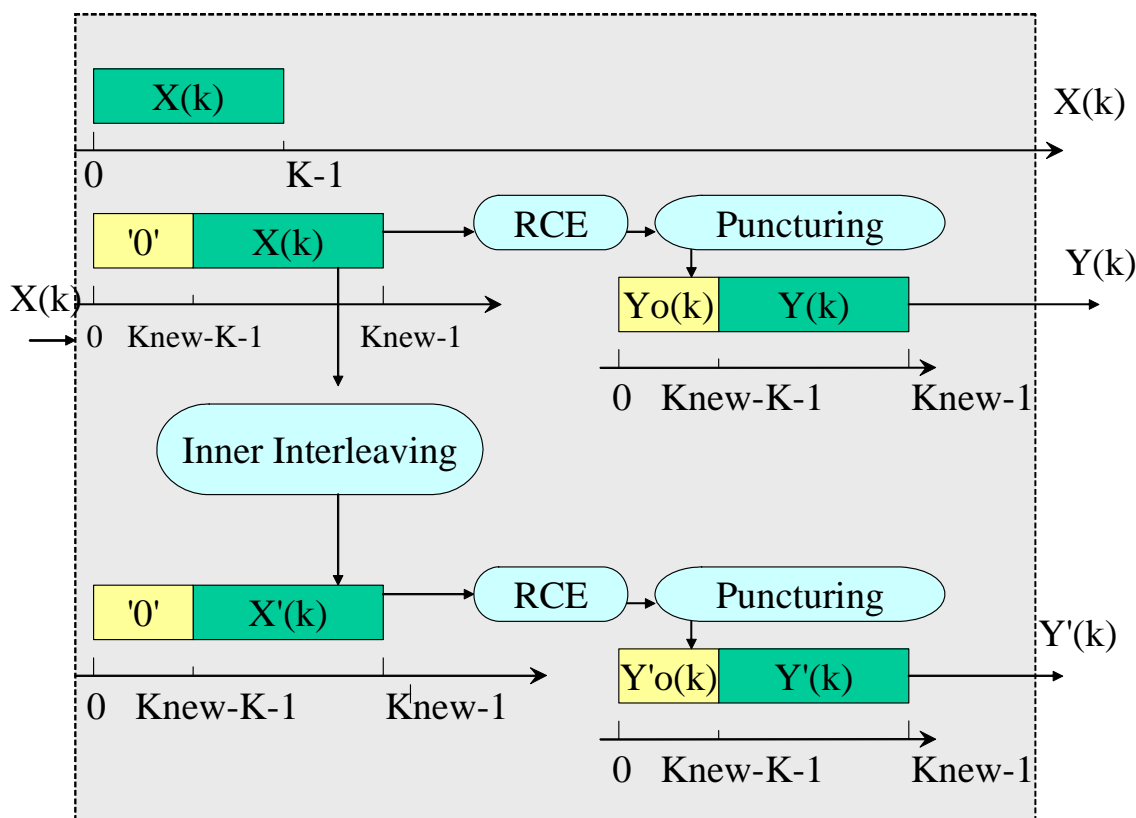 X(k)
X(k)
0 K-1
RCE Puncturing
'0' X(k)
Y(k)
X(k)
Yo(k) Y(k)
0 Knew-K-1 Knew-1
0 Knew-K-1 Knew-1
Inner Interleaving
RCE Puncturing
'0' X'(k)
Y'(k)
Y'o(k) Y'(k)
0 Knew-K-1 Knew-1
0 Knew-K-1 Knew-1